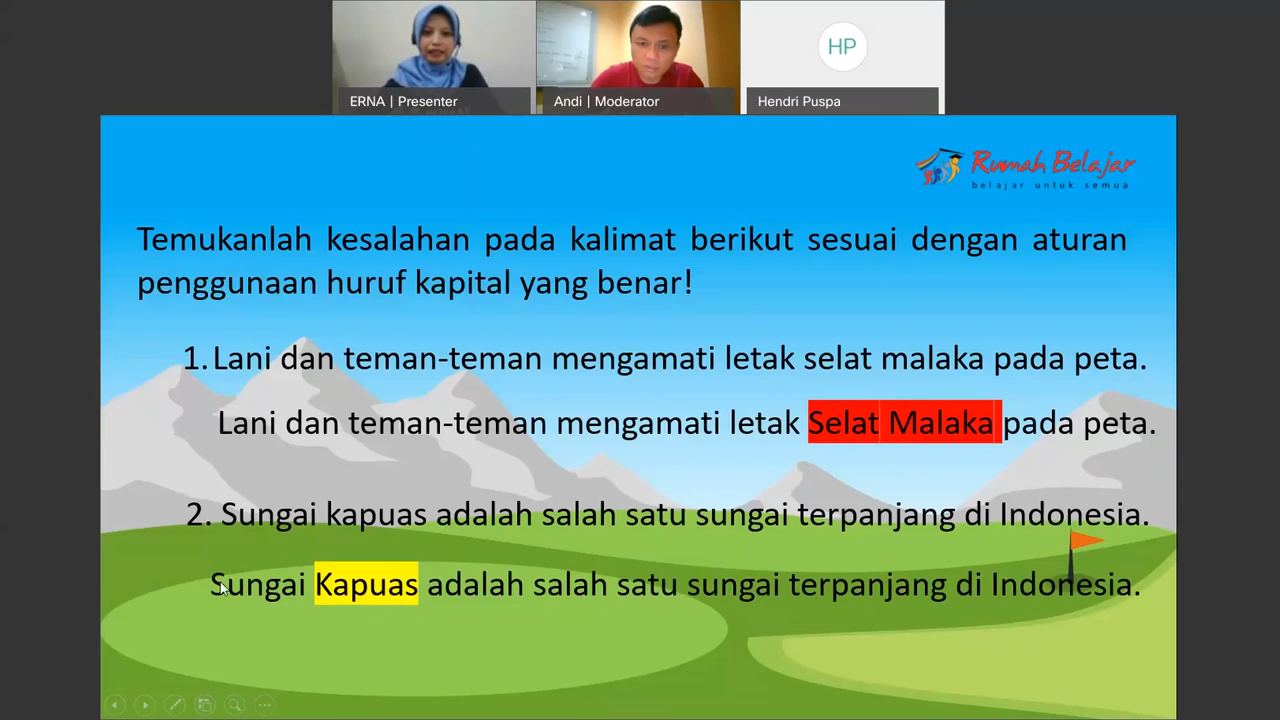 ERNA | Presenter
Andi | Moderator
HP
Hendri Puspa
Rumah Belajar
belajar untuk semua
Temukanlah kesalahan pada kalimat berikut sesuai dengan aturan
penggunaan huruf kapital yang benar!
1. Lani dan teman-teman mengamati letak selat malaka pada peta.
Lani dan teman-teman mengamati letak Selat Malaka pada peta.
2. Sungai kapuas adalah salah satu sungai terpanjang di Indonesia.
Sungai Kapuas adalah salah satu sungai terpanjang di Indonesia.